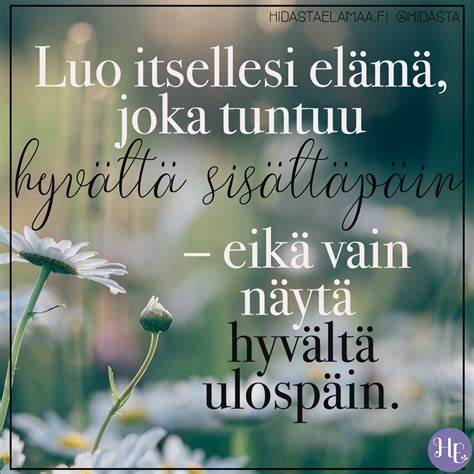 HIDASTAELAMAA.FI @HIDASTA
Luo itsellesi elämä,
joka tuntuu
hyvältä sisältäpäin
– eikä vain
näytä
hyvältä
ulospäin.
HE